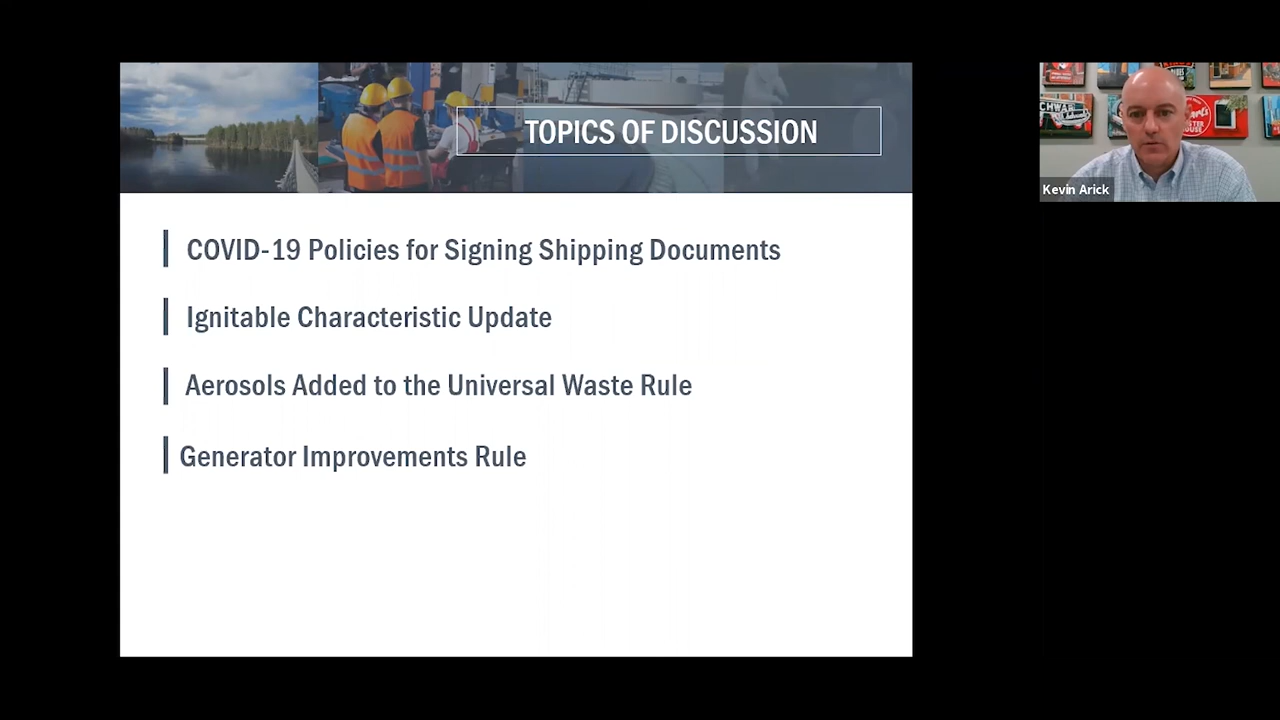 TOPICS OF DISCUSSION
COVID-19 Policies for Signing Shipping Documents
Ignitable Characteristic Update
Aerosols Added to the Universal Waste Rule
Generator Improvements Rule
Kevin Arick